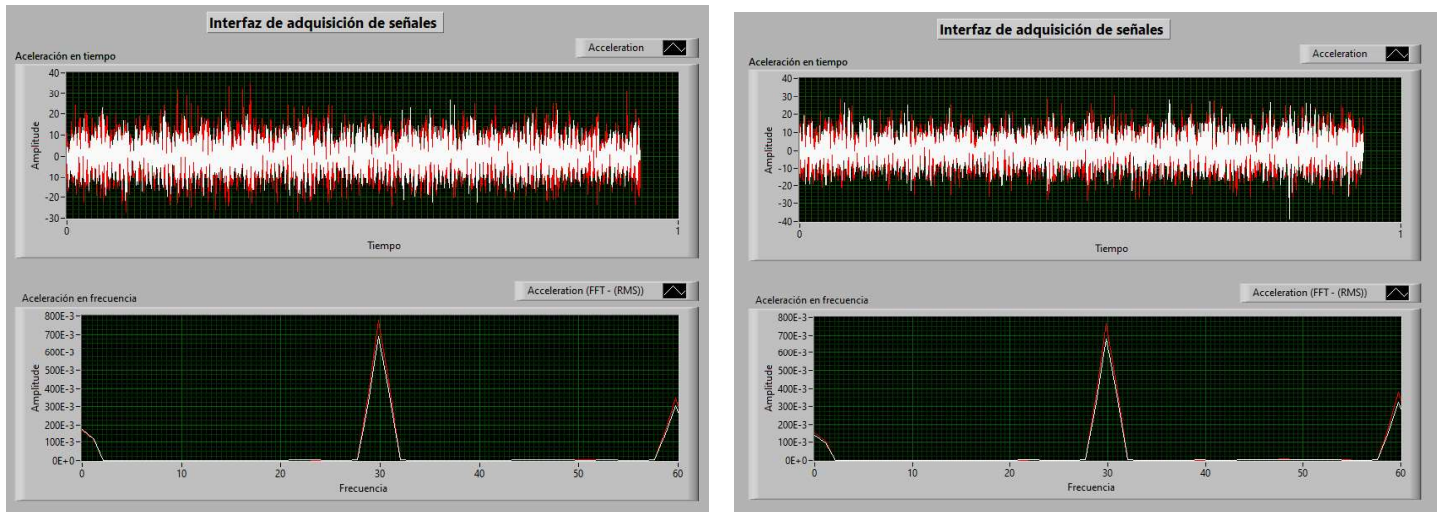 Interfaz de adquisición de señales
Acceleration
Aceleración en tiempo
40
30
20
10
0
10
-20
-30
Amplitude
0
1
Tiempo
Acceleration (FFT - (RMS))
Aceleración en frecuencia
800E-3
700E-3
600E-3
500E-3
400E-3
300E-3
200E-3
100E-3
0E+0
Amplitude
0
10
20
30
40
50
60
Frecuencia
Interfaz de adquisición de señales
Acceleration
Aceleración en tiempo
40
30
20
10
0
-10
-20
-30
-40
Amplitude
0
1
Tiempo
Acceleration (FFT - (RMS))
Aceleración en frecuencia
800E-3
700E-3
600E-3
500E-3
400E-3
300E-3
200E-3
100E-3
0E+0
Amplitude
0
10
20
30
40
50
60
Frecuencia